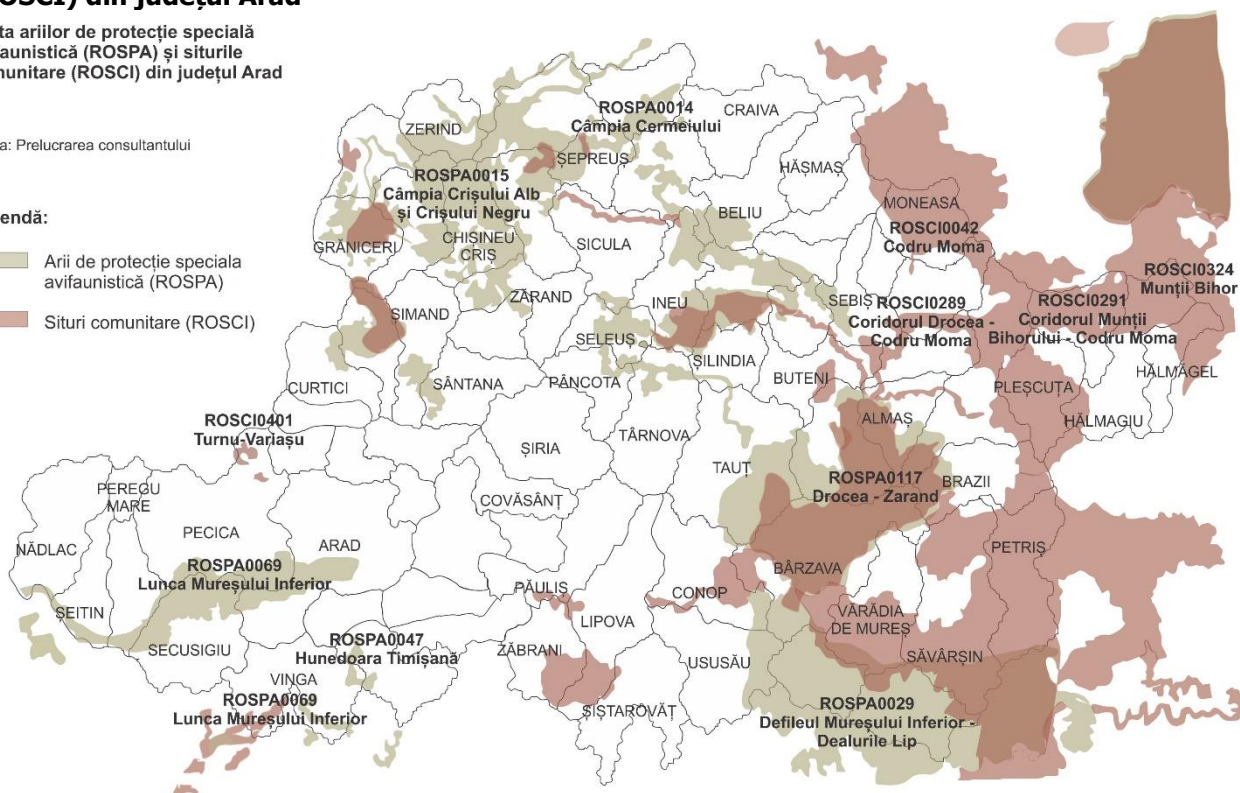 OSCI) din județul Arad
ta ariilor de protecție specială
faunistică (ROSPA) și siturile
munitare (ROSCI) din județul Arad
a: Prelucrarea consultantului
endă:
Arii de protecție speciala
avifaunistică (ROSPA)
Situri comunitare (ROSCI)
ZERIND
ROSPA0014
Câmpia Cermeiului
CRAIVA
ȘEPREUȘ
HĂȘMAȘ
ROSPA0015
Câmpia Crișului Alb
și Crișului Negru
BELIU
MONEASA
ROSCI0042
Codru Moma
GRĂNICERI
CHIȘINEU
CRIȘ
SICULA
ROSCI0324
Munții Bihor
ZĂRAND
INEU
SEBIȘ
ROSCI0289
Coridorul Drocea -
Codru Moma
ROSCI0291
Coridorul Munții
Bihorului - Codru Moma
SIMAND
SELEUȘ
ȘILINDIA
HĂLMĂGEL
CURTICI
SÂNTANA
PÂNCOTA
BUTENI
PLEȘCUȚA
ALMAȘ
HĂLMAGIU
ROSCI0401
Turnu-Variașu
ȘIRIA
TÂRNOVA
TAUȚ
ROSPA0117
Drocea - Zarand
BRAZII
PEREGU
MARE
COVĂSÂNȚ
PECICA
NĂDLAC
ARAD
PETRIȘ
ROSPA0069
Lunca Mureșului Inferior
BÂRZAVA
PĂULIȘ
CONOP
ȘEITIN
LIPOVA
VĂRĂDIA
DE MUREȘ
SECUSIGIU
ROSPA0047
Hunedoara Timișană
ZĂBRANI
USUSĂU
SĂVÂRȘIN
VINGA
ROSPA0069
Lunca Mureșului Inferior
ȘIȘTAROVĂȚ
ROSPA0029
Defileul Mureșului Inferior -
Dealurile Lip